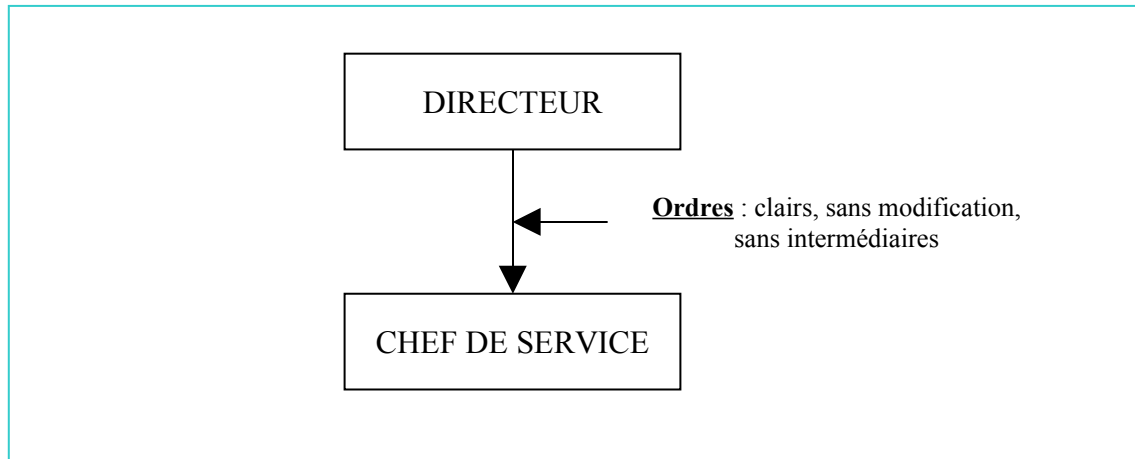 DIRECTEUR
Ordres : clairs, sans modification,
sans intermédiaires
CHEF DE SERVICE